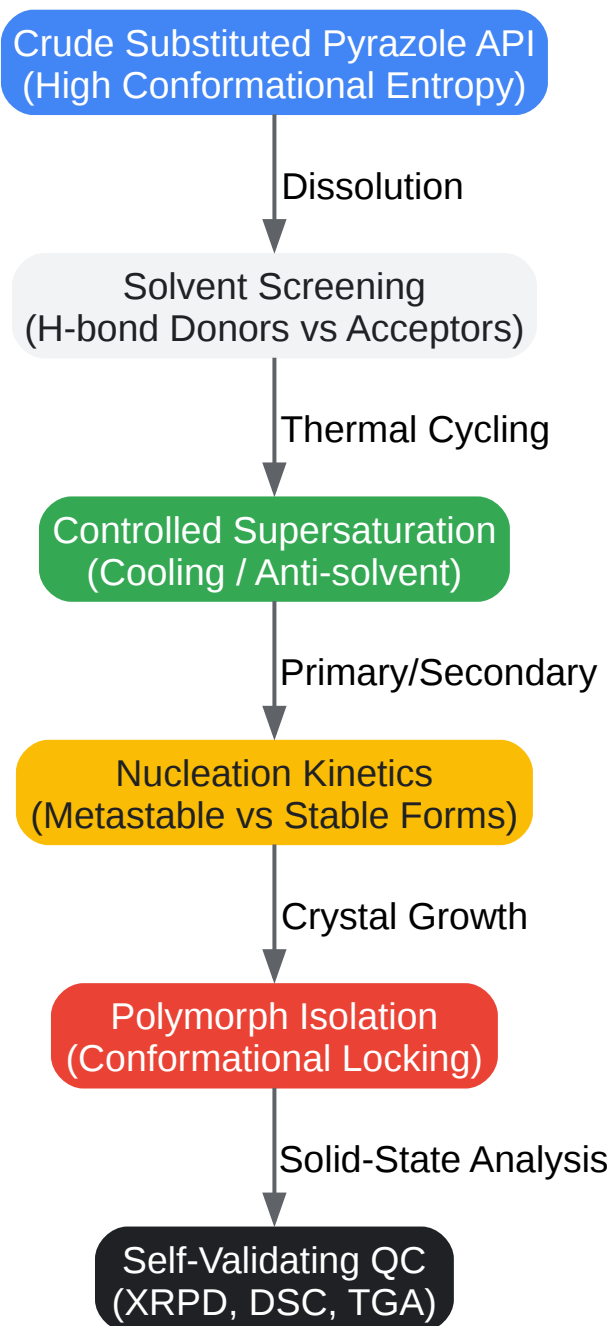 Crude Substituted Pyrazole API
(High Conformational Entropy)
Dissolution
Solvent Screening
(H-bond Donors vs Acceptors)
Thermal Cycling
Controlled Supersaturation
(Cooling / Anti-solvent)
Primary/Secondary
Nucleation Kinetics
(Metastable vs Stable Forms)
Crystal Growth
Polymorph Isolation
(Conformational Locking)
Solid-State Analysis
Self-Validating QC
(XRPD, DSC, TGA)